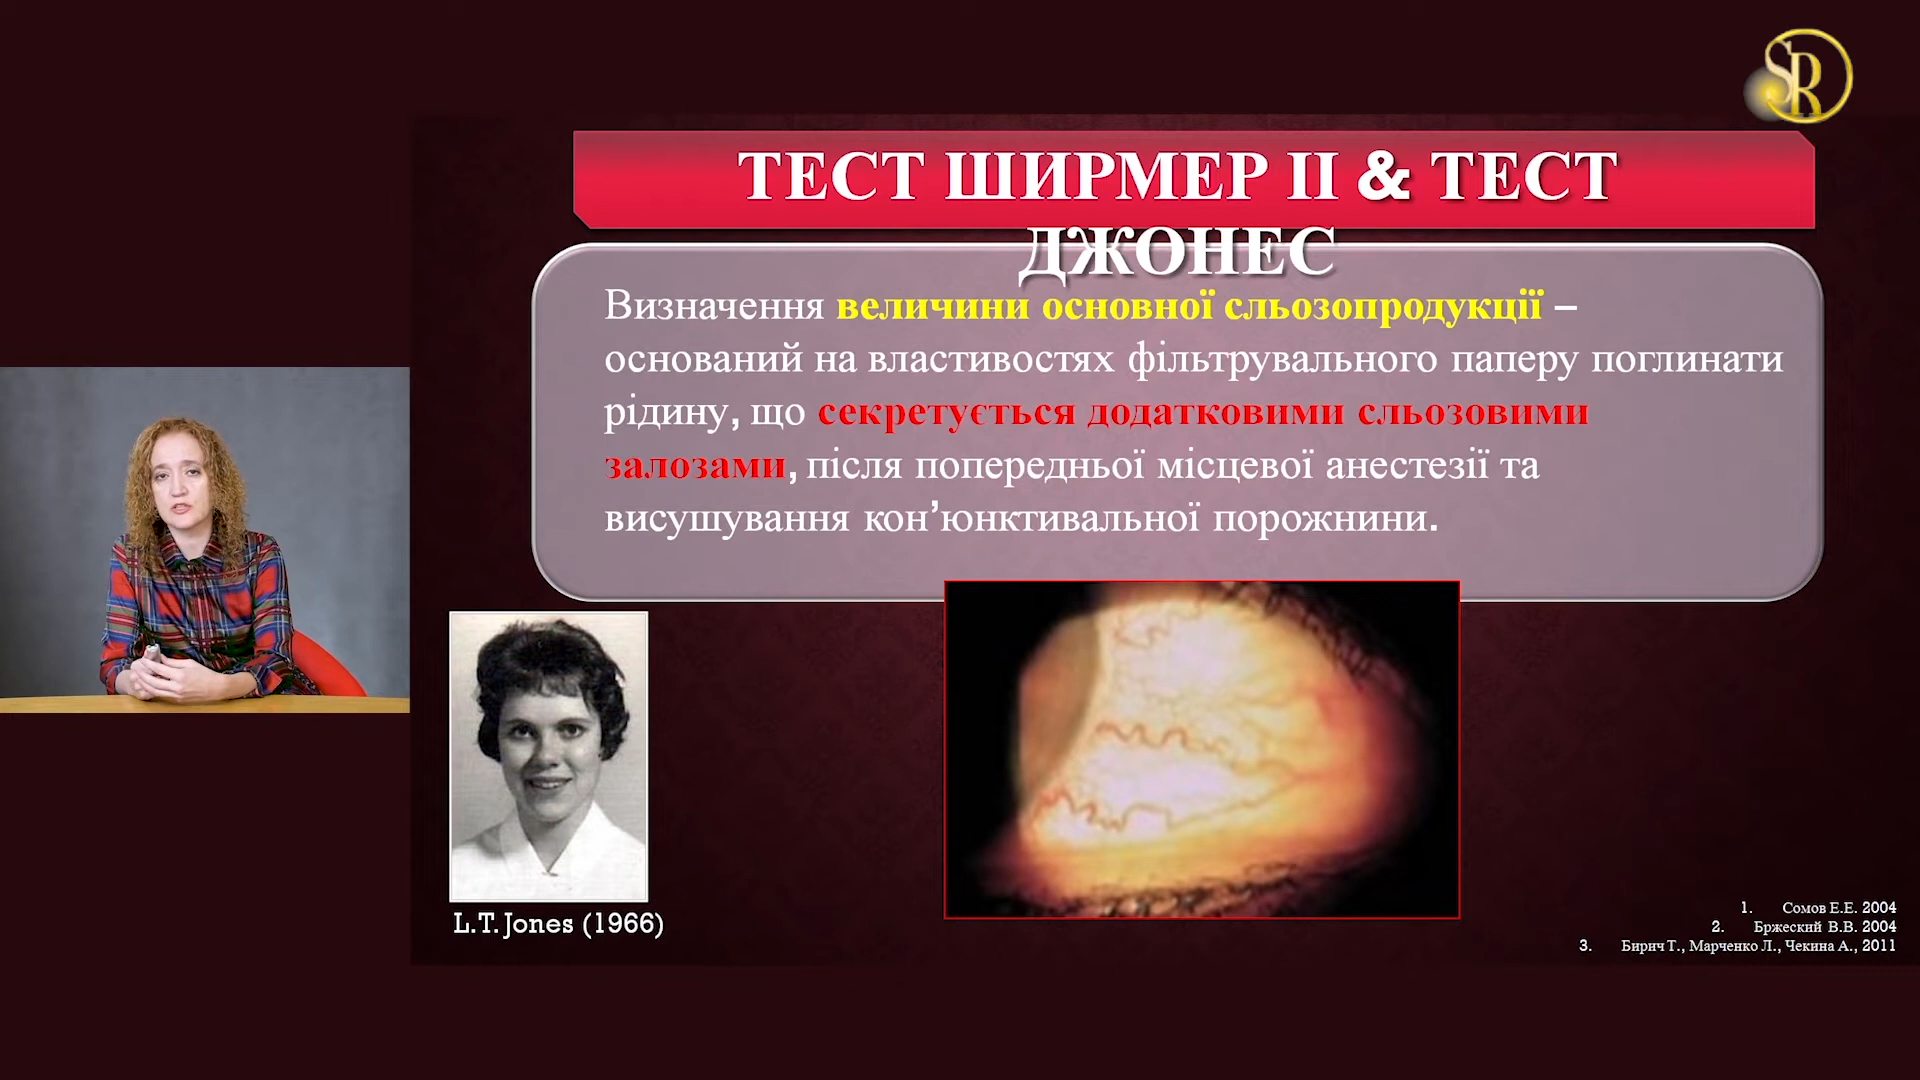 SR
ТЕСТ ШИРМЕР ІІ & ТЕСТ
ДЖОНЕС
Визначення величини основної сльозопродукції –
оснований на властивостях фільтрувального паперу поглинати
рідину, що секретується додатковими сльозовими
залозами, після попередньої місцевої анестезії та
висушування кон’юнктивальної порожнини.
L.T. Jones (1966)
1. Сомов Е.Е. 2004
2. Бржеский В.В. 2004
3. Бирич Т., Марченко Л., Чекина А., 2011